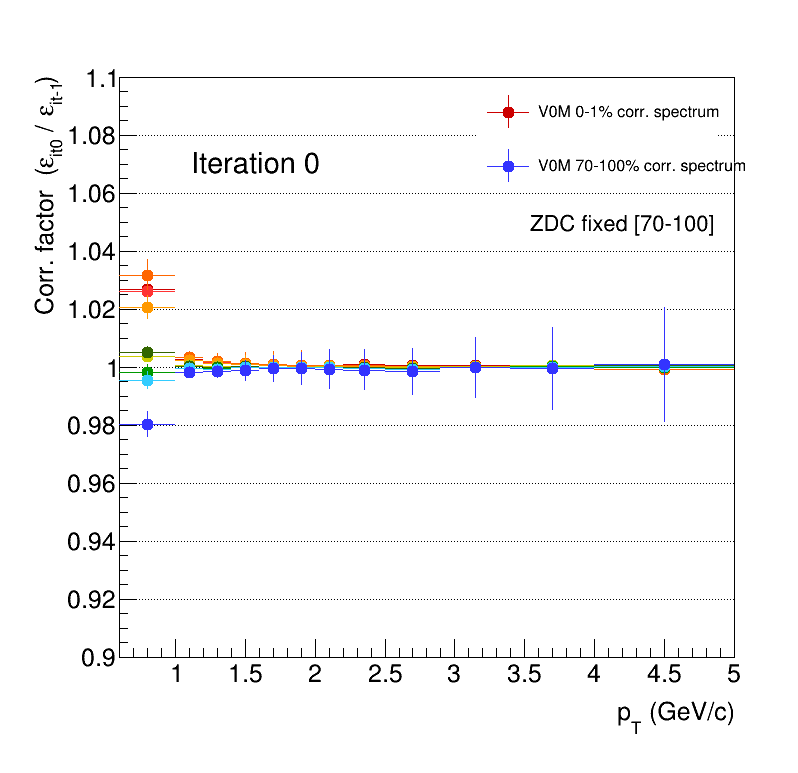 Corr. factor (ε_it0 / ε_it-1)
1.1
1.08
1.06
1.04
1.02
1
0.98
0.96
0.94
0.92
0.9
V0M 0-1% corr. spectrum
Iteration 0
V0M 70-100% corr. spectrum
ZDC fixed [70-100]
1 1.5 2 2.5 3 3.5 4 4.5 5
p_T (GeV/c)